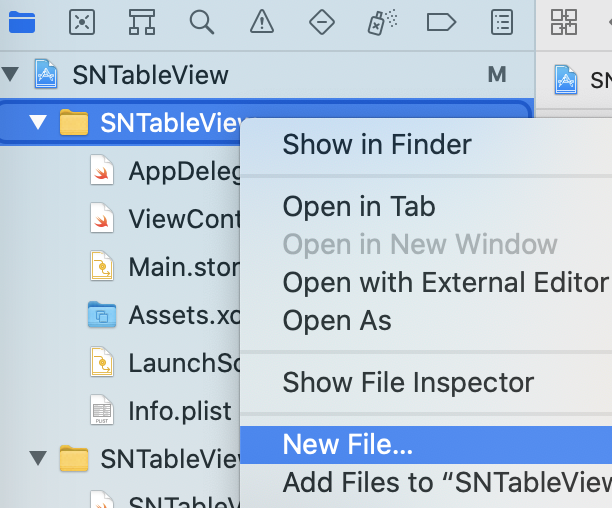 SNTableView M
SN
SNTableView
Show in Finder
AppDeleg
Open in Tab
ViewCont
Open in New Window
Main.stor
Open with External Editor
Assets.xc
Open As
LaunchSc
Show File Inspector
Info.plist
PLIST
New File...
SNTableView
Add Files to “SNTableView
SNTableV